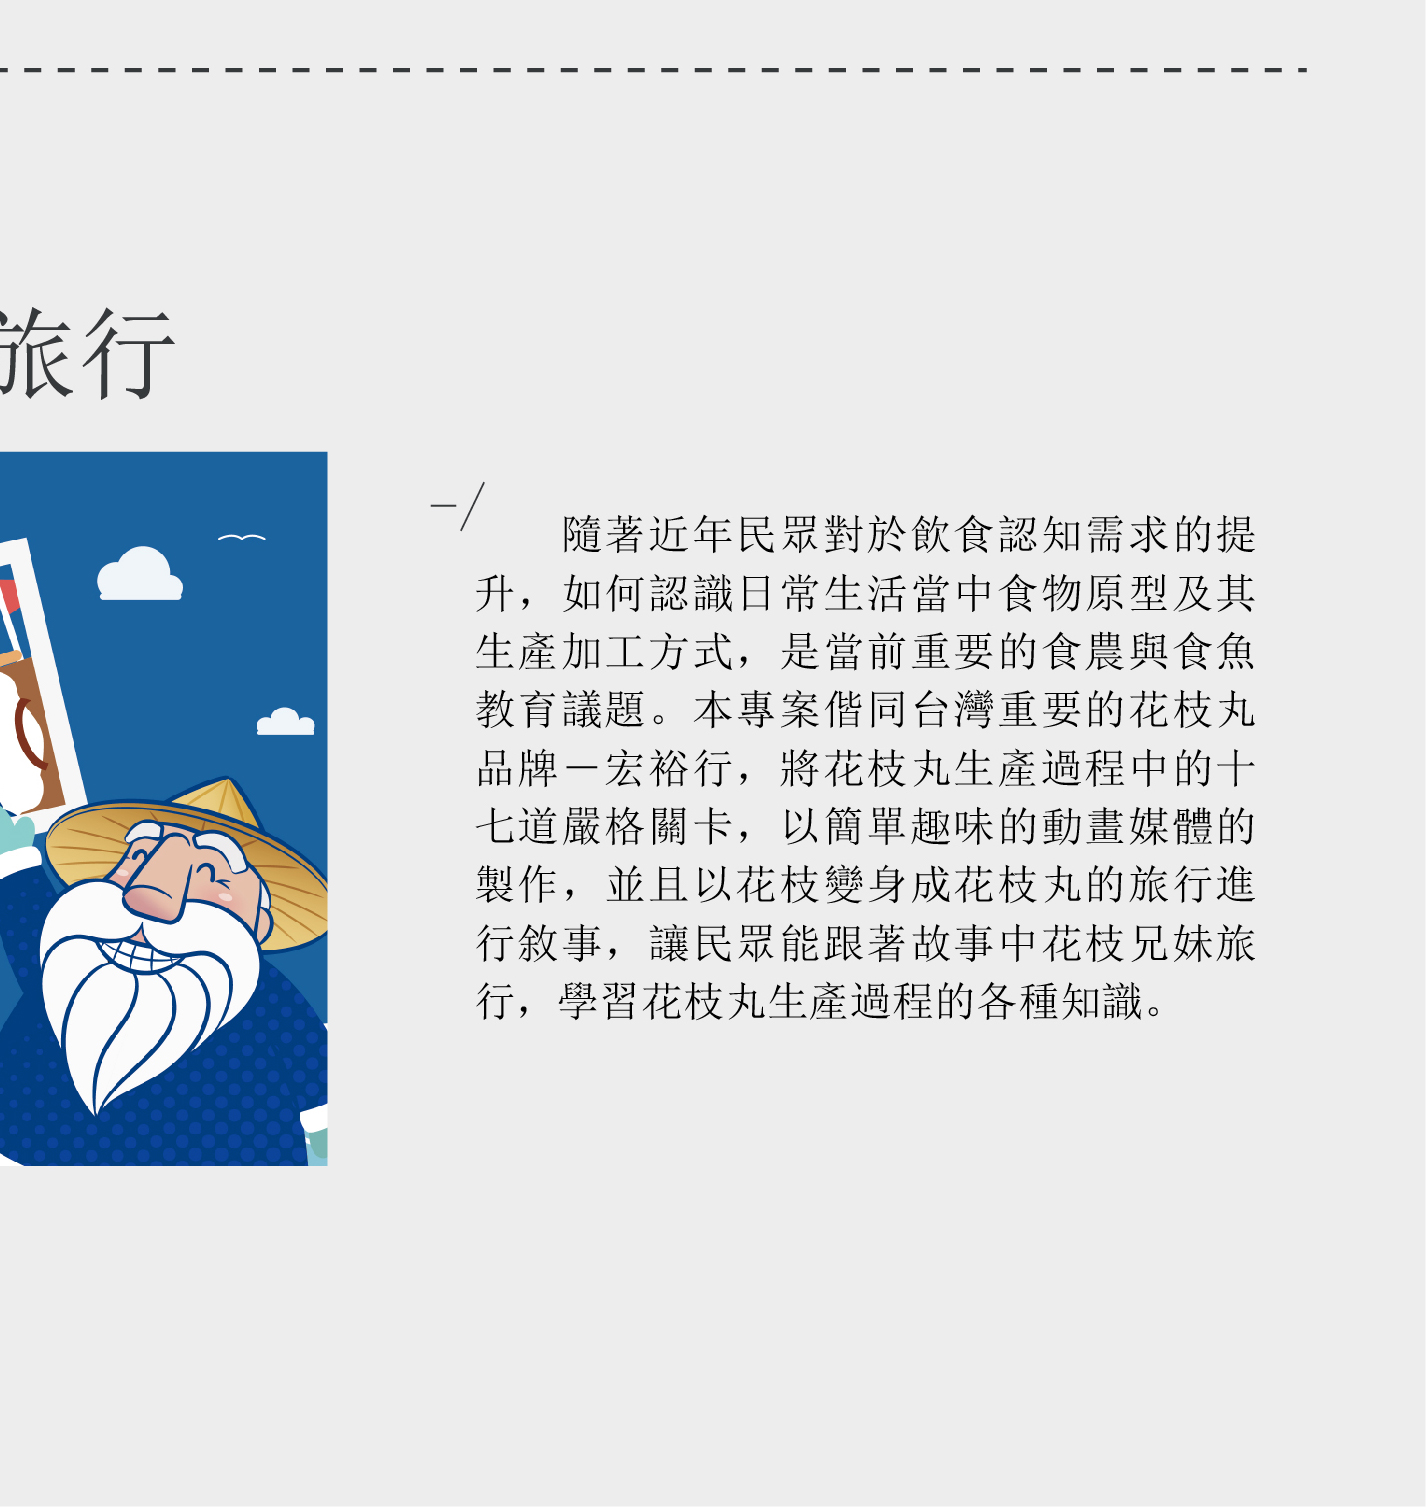 旅行
隨著近年民眾對於飲食認知需求的提
升，如何認識日常生活當中食物原型及其
生產加工方式，是當前重要的食農與食魚
教育議題。本專案偕同台灣重要的花枝丸
品牌－宏裕行，將花枝丸生產過程中的十
七道嚴格關卡，以簡單趣味的動畫媒體的
製作，並且以花枝變身成花枝丸的旅行進
行敘事，讓民眾能跟著故事中花枝兄妹旅
行，學習花枝丸生產過程的各種知識。